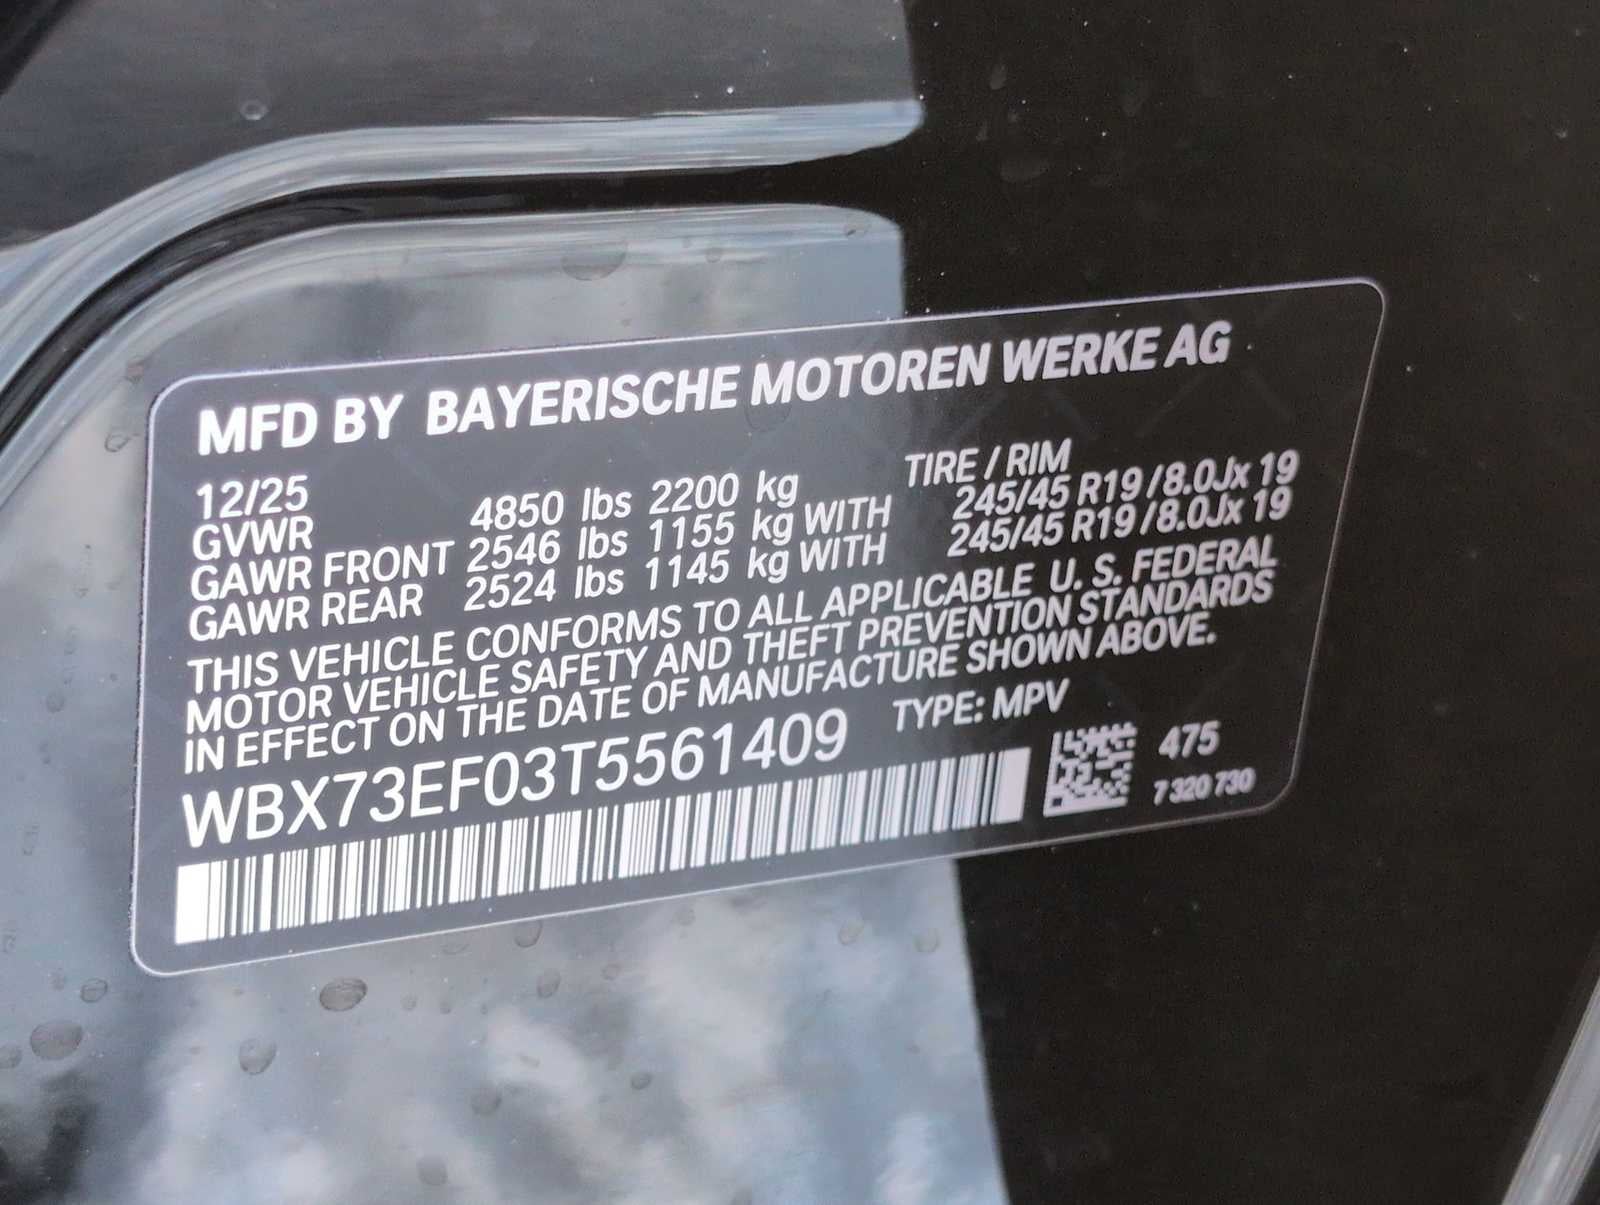 MFD BY BAYERISCHE MOTOREN WERKE AG
12/25 TIRE / RIM
GVWR 4850 lbs 2200 kg
GAWR FRONT 2546 lbs 1155 kg WITH 245/45 R19 /8.0Jx 19
GAWR REAR 2524 lbs 1145 kg WITH 245/45 R19 /8.0Jx 19
THIS VEHICLE CONFORMS TO ALL APPLICABLE U. S. FEDERAL
MOTOR VEHICLE SAFETY AND THEFT PREVENTION STANDARDS
IN EFFECT ON THE DATE OF MANUFACTURE SHOWN ABOVE.
WBX73EF03T5561409 TYPE: MPV
475
7 320 730